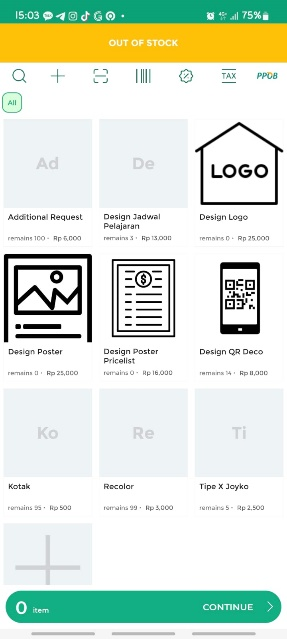 15:03
4G
75%
OUT OF STOCK
TAX
PPOB
All
Ad
De
LOGO
Additional Request
remains 100 · Rp 6,000
Design Jadwal
Pelajaran
remains 3 · Rp 13,000
Design Logo
remains 0 · Rp 25,000
$
Design Poster
remains 0 · Rp 25,000
Design Poster
Pricelist
remains 0 · Rp 16,000
Design QR Deco
remains 14 · Rp 8,000
Ko
Re
Ti
Kotak
remains 95 · Rp 500
Recolor
remains 99 · Rp 3,000
Tipe X Joyko
remains 5 · Rp 2,500
0 item
CONTINUE